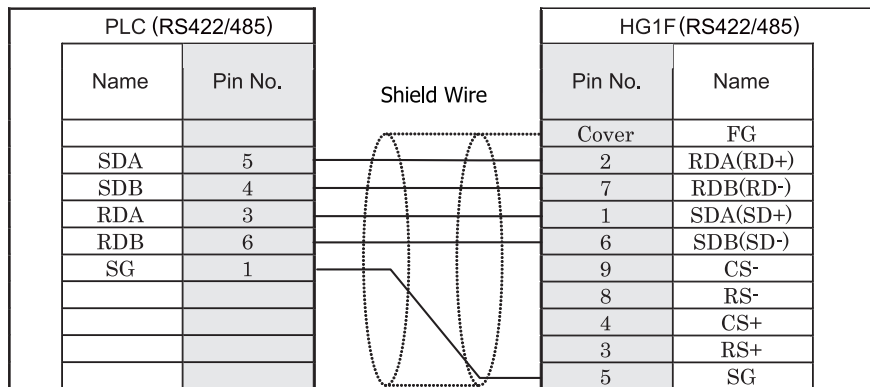 PLC (RS422/485) HG1F(RS422/485)
Name Pin No. Shield Wire Pin No. Name
Cover FG
SDA 5 2 RDA(RD+)
SDB 4 7 RDB(RD-)
RDA 3 1 SDA(SD+)
RDB 6 6 SDB(SD-)
SG 1 9 CS-
8 RS-
4 CS+
3 RS+
5 SG